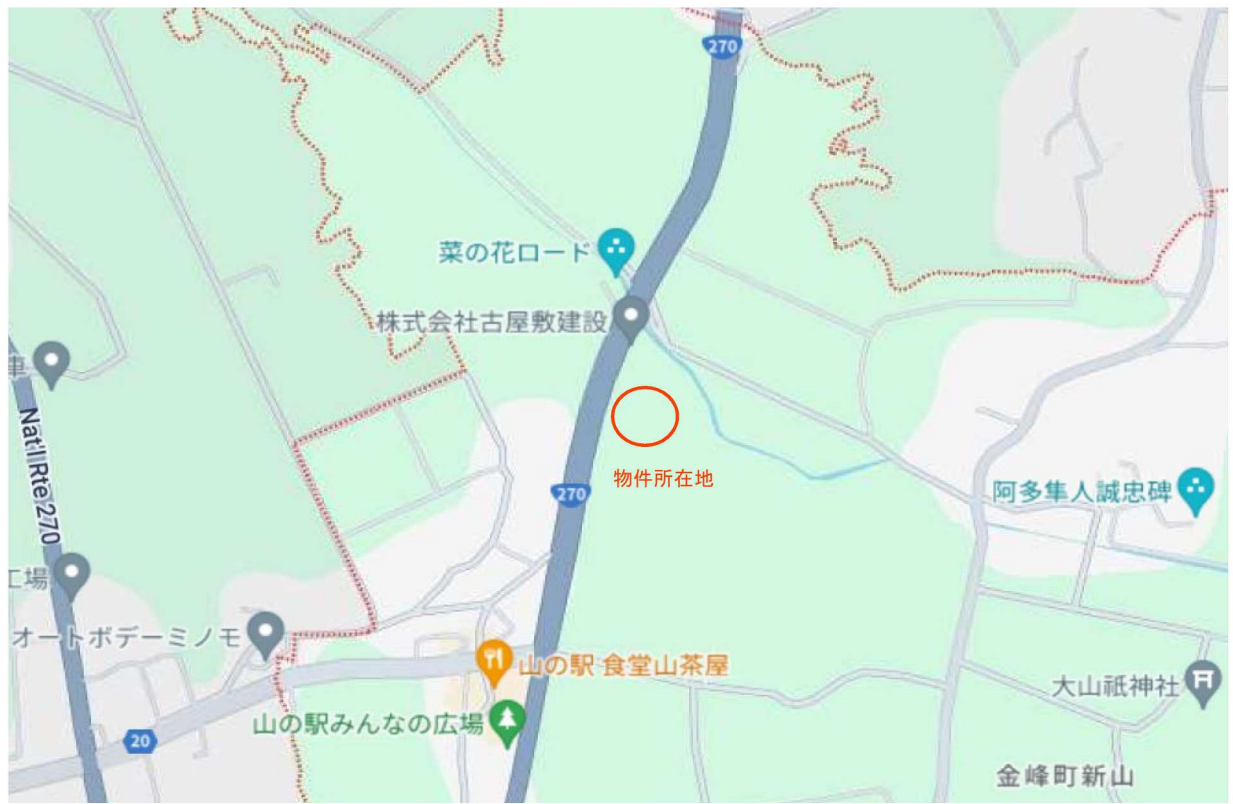 270
菜の花ロード
株式会社古屋敷建設
車
Nat'l Rte 270
物件所在地
270
阿多隼人誠忠碑
工場
オートボデーミノモ
山の駅 食堂山茶屋
大山祇神社
山の駅みんなの広場
20
金峰町新山